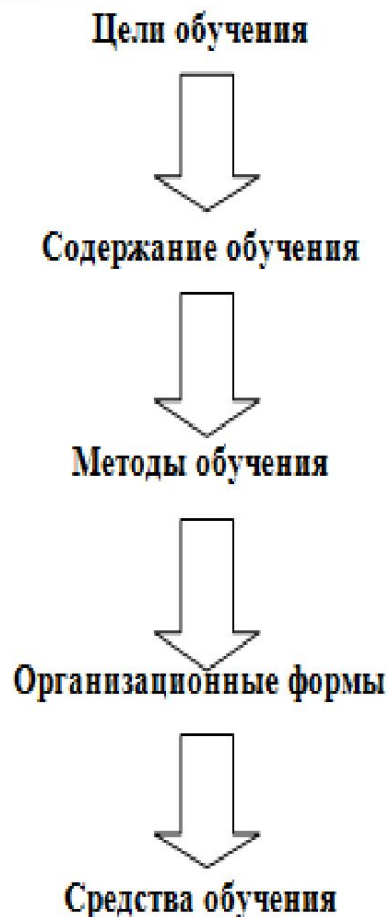 Цели обучения
Содержание обучения
Методы обучения
Организационные формы
Средства обучения